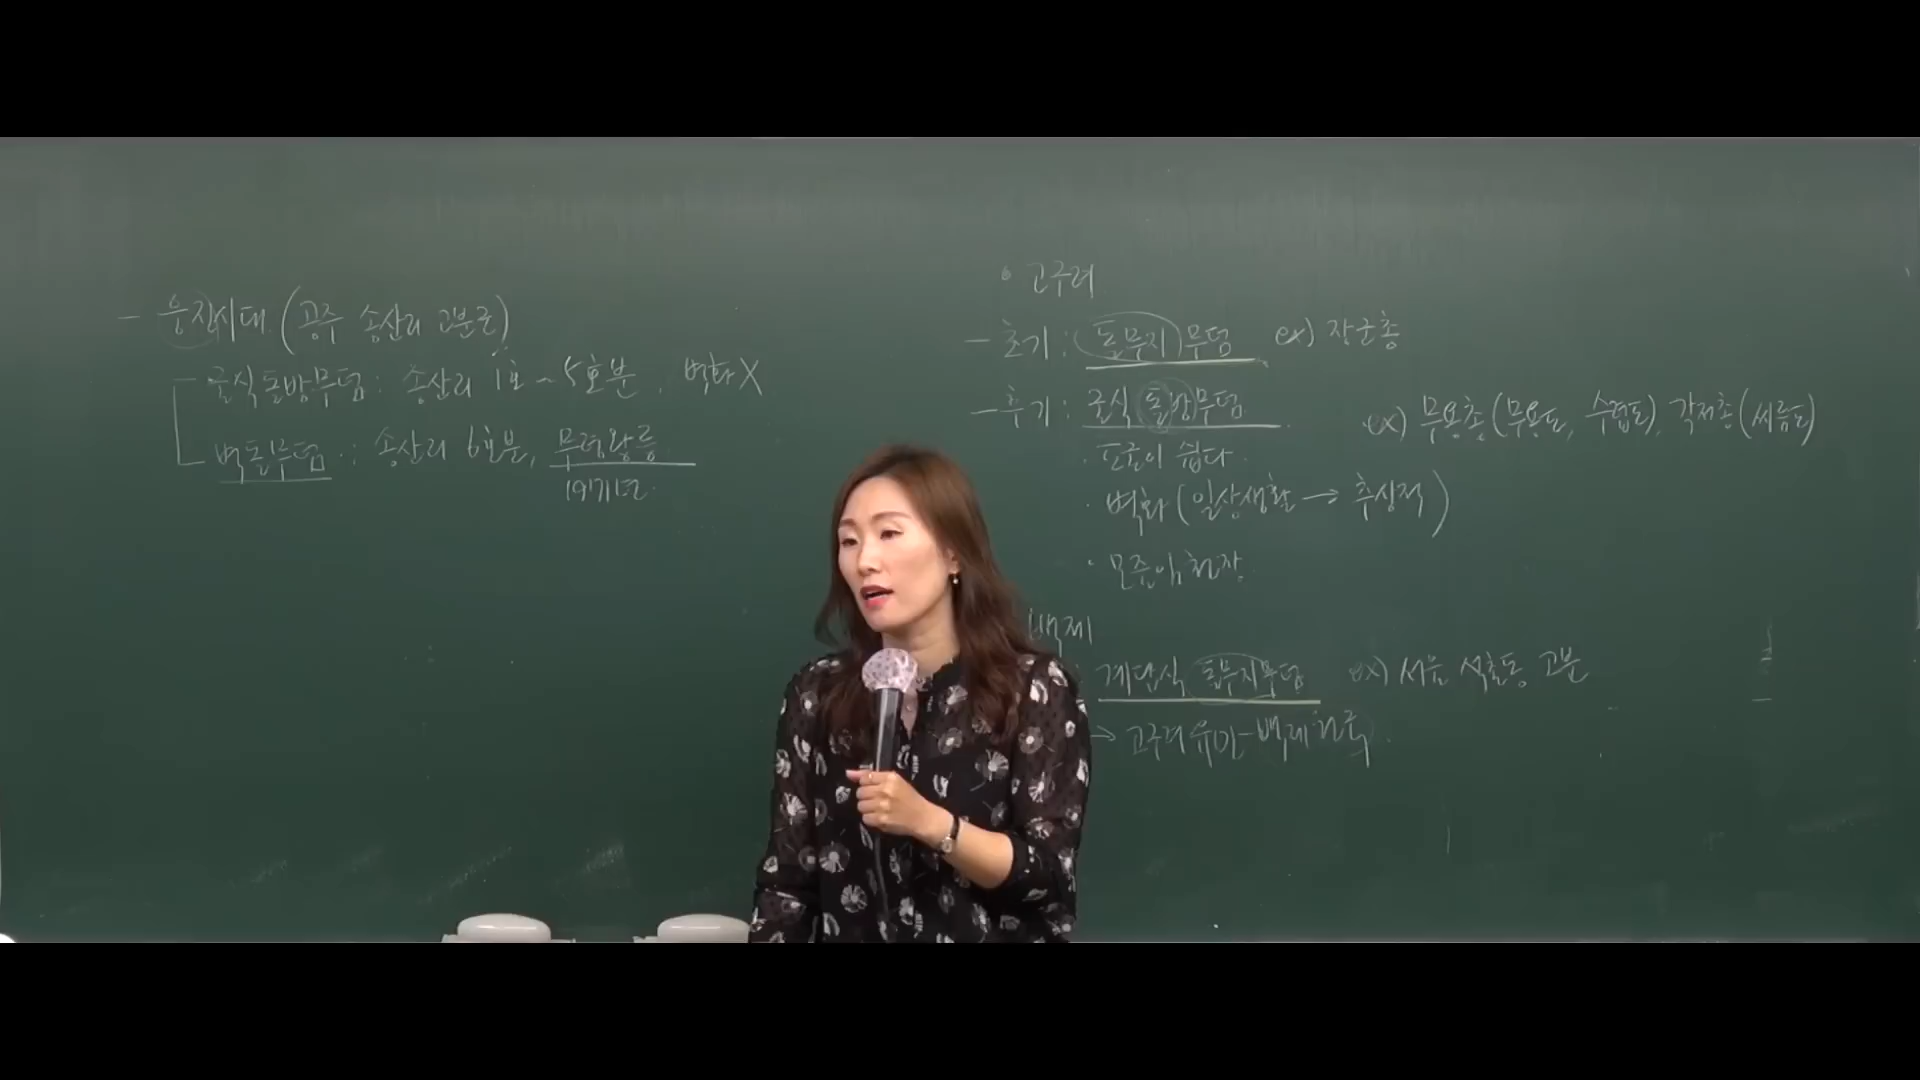 - 웅진시대 (공주 송산리 고분군)
굴식돌방무덤 : 송산리 1호 ~ 5호분, 벽화X
벽돌무덤 : 송산리 6호분, 무령왕릉
1971년
• 고구려
- 초기 : 돌무지무덤 ex) 장군총
- 후기 : 굴식 돌방무덤 ex) 무용총(무용도, 수렵도), 각저총(씨름도)
· 도굴이 쉽다.
· 벽화 (일상생활 → 추상적)
· 모줄임천장
백제
계단식 돌무지무덤 ex) 서울 석촌동 고분
→ 고구려 유이민 - 백제 건국